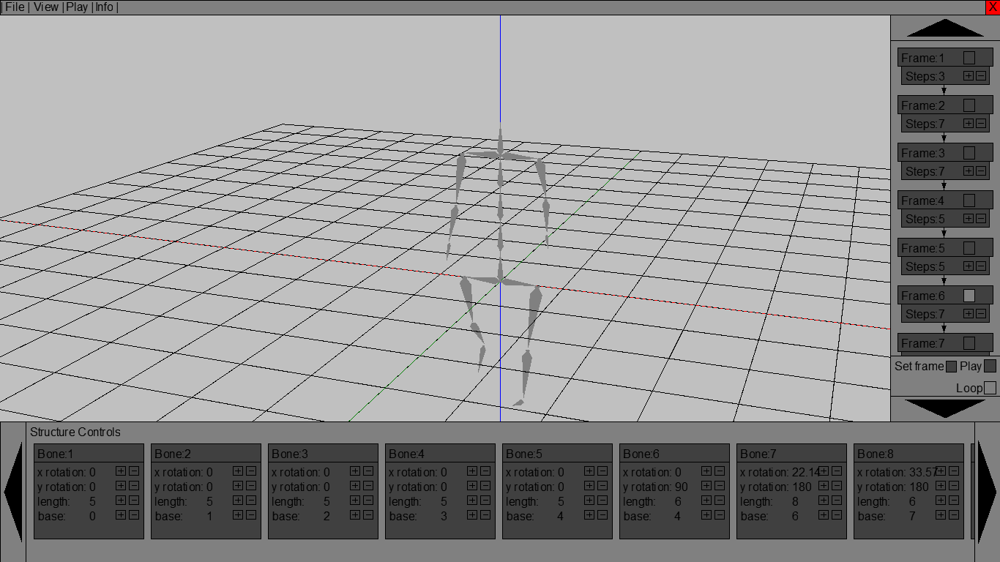 | File | View | Play | Info |
X
Frame:1
Steps:3
Frame:2
Steps:7
Frame:3
Steps:7
Frame:4
Steps:5
Frame:5
Steps:5
Frame:6
Steps:7
Frame:7
Set frame Play
Loop
Structure Controls
Bone:1
x rotation: 0
y rotation: 0
length: 5
base: 0
Bone:2
x rotation: 0
y rotation: 0
length: 5
base: 1
Bone:3
x rotation: 0
y rotation: 0
length: 5
base: 2
Bone:4
x rotation: 0
y rotation: 0
length: 5
base: 3
Bone:5
x rotation: 0
y rotation: 0
length: 5
base: 4
Bone:6
x rotation: 0
y rotation: 90
length: 6
base: 4
Bone:7
x rotation: 22.14
y rotation: 180
length: 8
base: 6
Bone:8
x rotation: 33.57
y rotation: 180
length: 6
base: 7